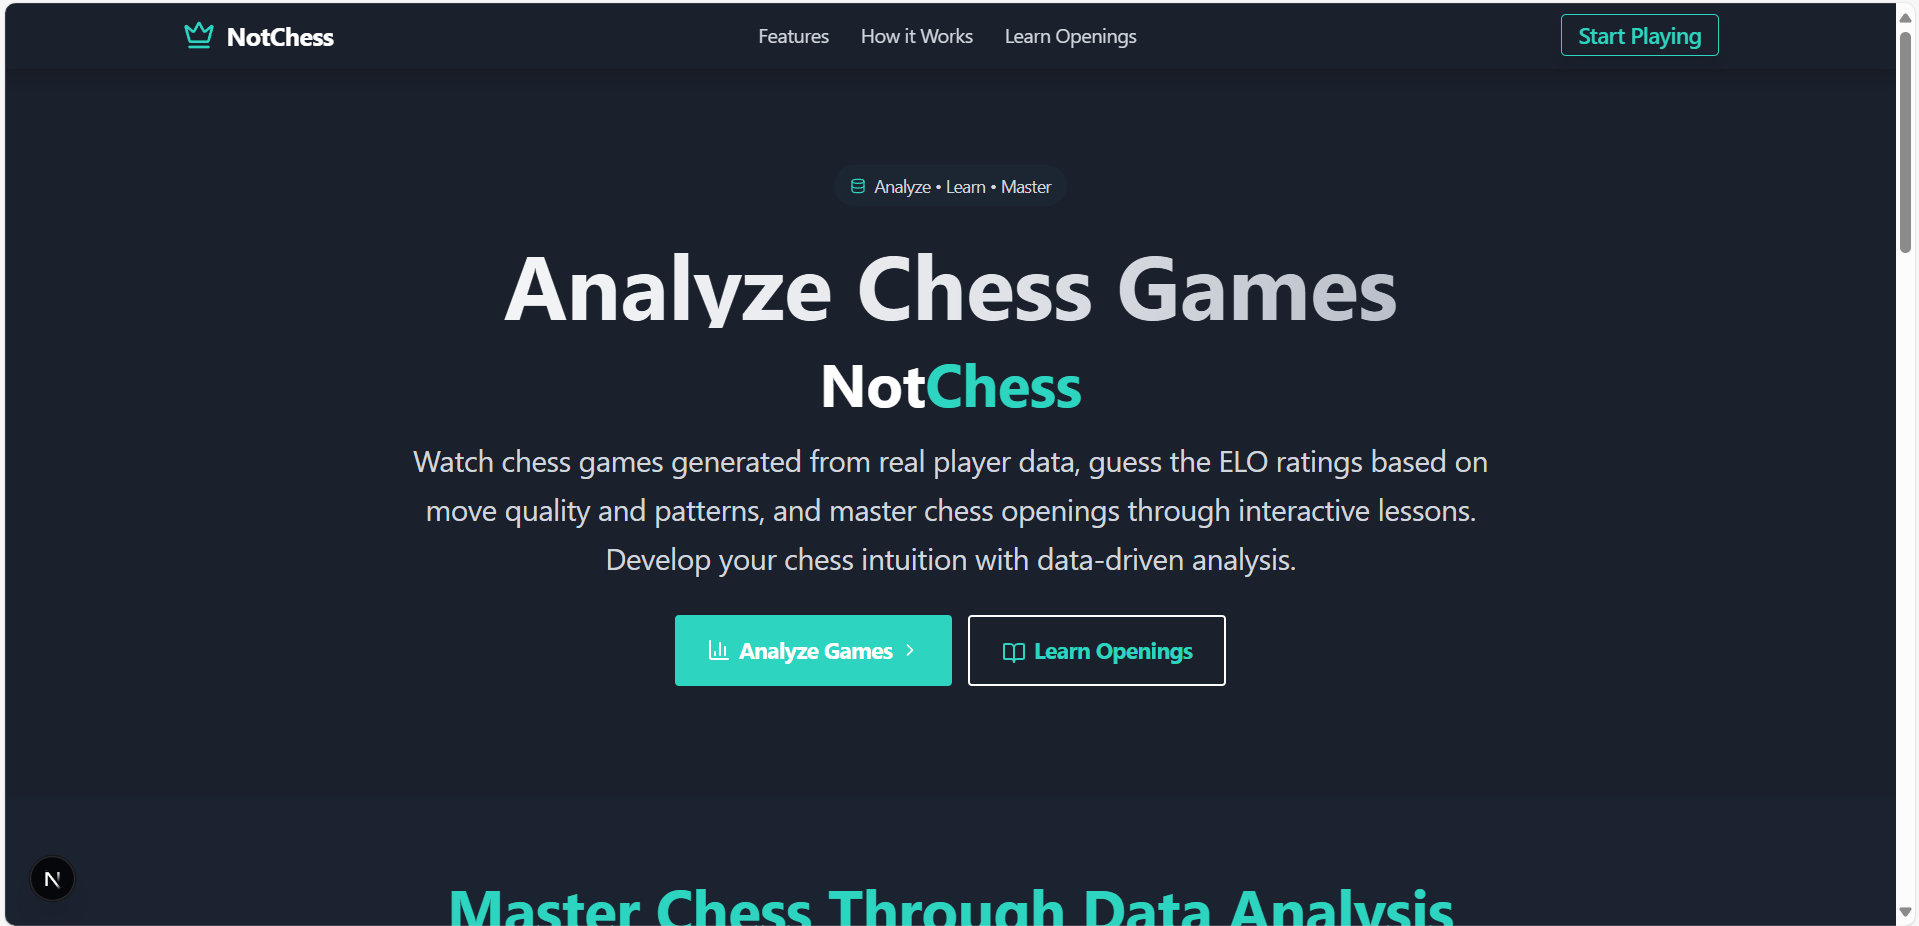 NotChess
Features
How it Works
Learn Openings
Start Playing
Analyze • Learn • Master
Analyze Chess Games
NotChess
Watch chess games generated from real player data, guess the ELO ratings based on
move quality and patterns, and master chess openings through interactive lessons.
Develop your chess intuition with data-driven analysis.
Analyze Games
Learn Openings
N
Master Chess Through Data Analysis